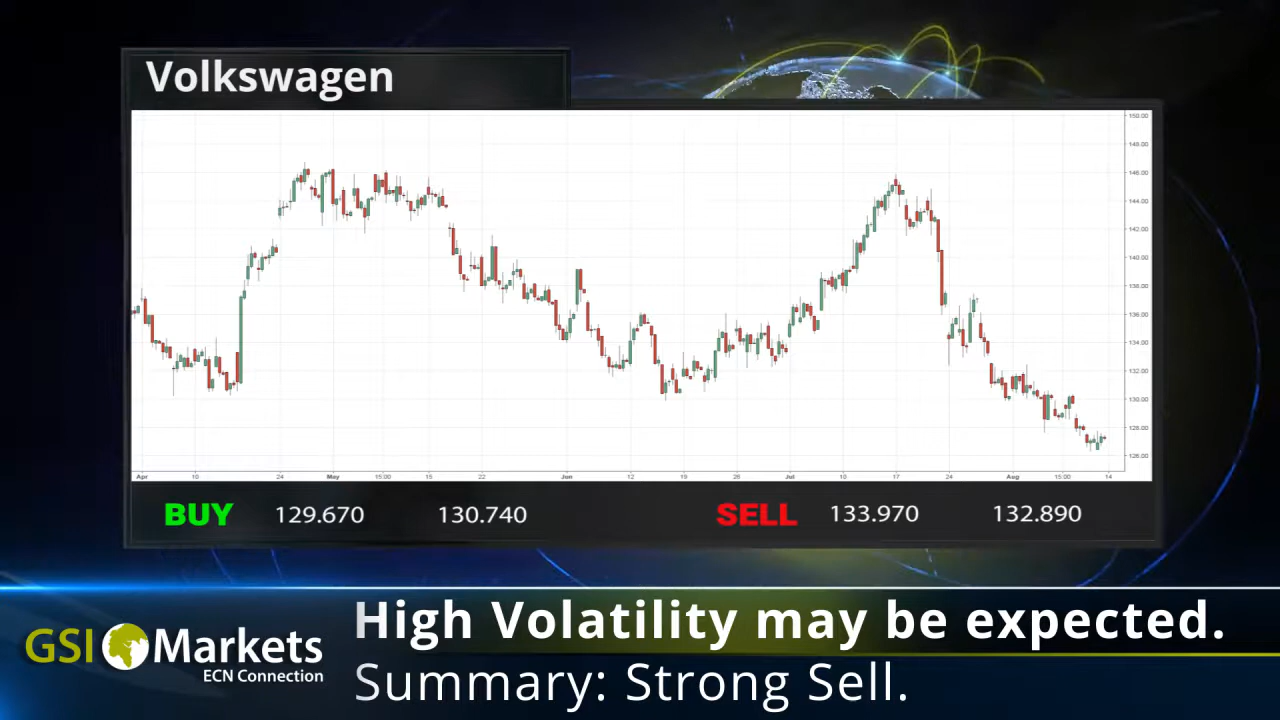 Volkswagen
150.00
148.00
146.00
144.00
142.00
140.00
138.00
136.00
134.00
132.00
130.00
128.00
126.00
Apr 10 24 May 15:00 15 22 Jun 12 19 26 Jul 10 17 24 Aug 15:00 14
BUY 129.670 130.740 SELL 133.970 132.890
High Volatility may be expected.
GSI Markets
ECN Connection
Summary: Strong Sell.